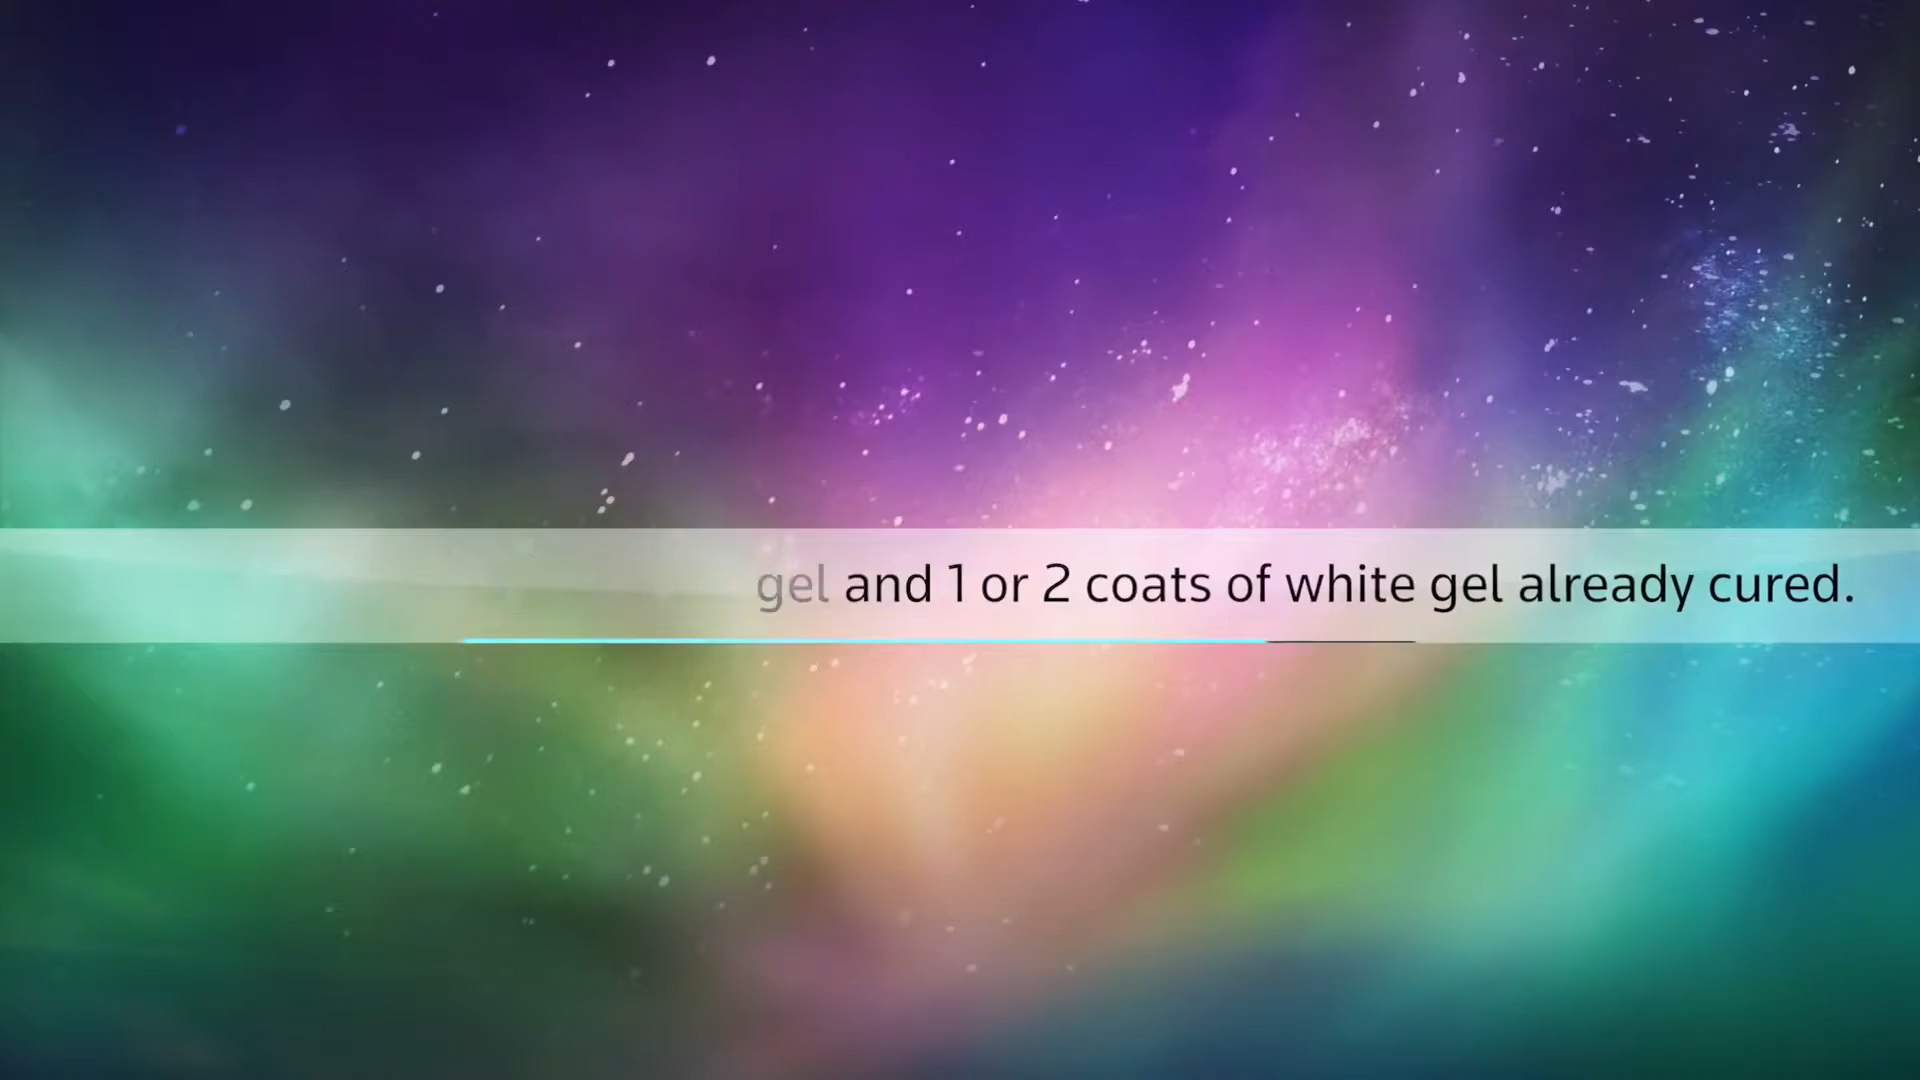 gel and 1 or 2 coats of white gel already cured.